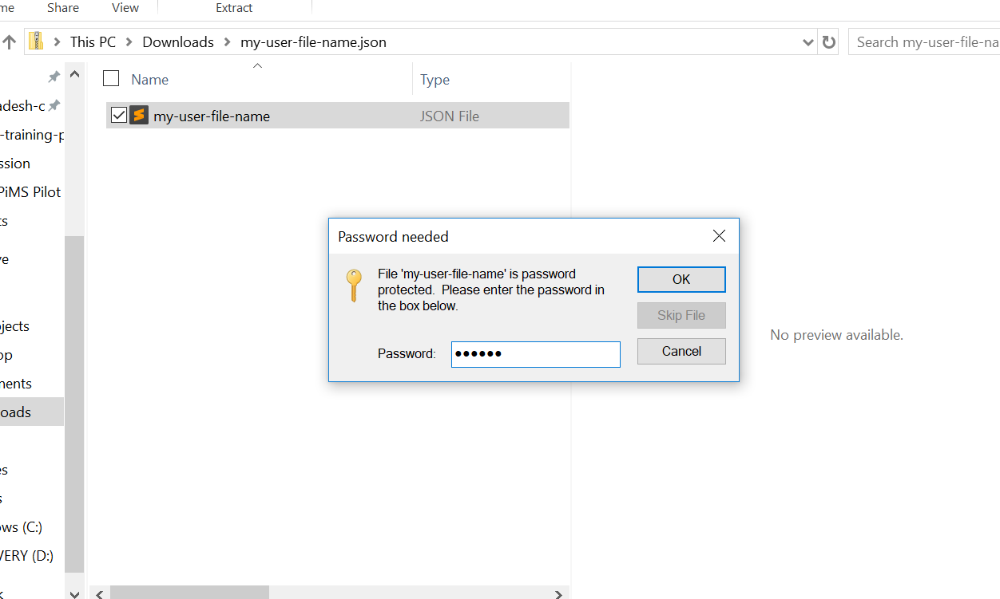 me Share View Extract
This PC Downloads my-user-file-name.json Search my-user-file-na
Name Type
adesh-c
my-user-file-name JSON File
-training-p
ssion
PiMS Pilot
ts
Password needed
ve
File 'my-user-file-name' is password
protected. Please enter the password in
the box below.
OK
Skip File
Password: ●●●●●●
Cancel
No preview available.
ojects
op
ments
loads
es
s
ows (C:)
VERY (D:)
k